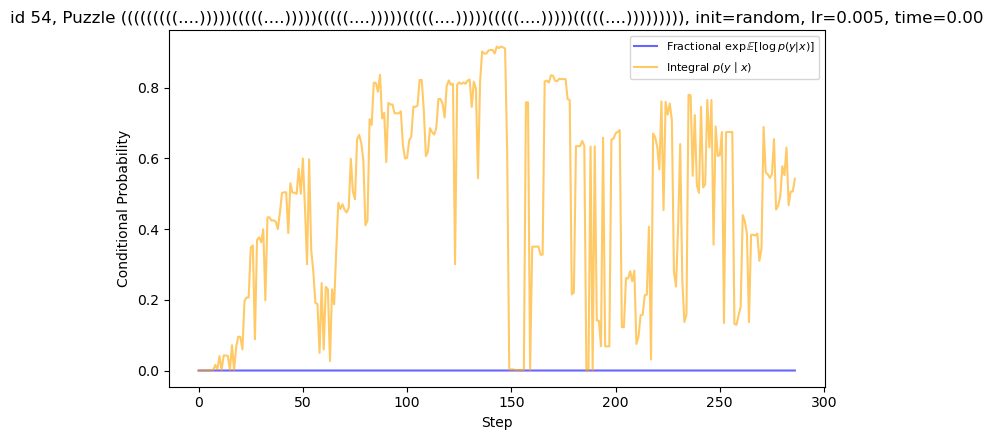 id 54, Puzzle (((((((((....)))))(((((....)))))(((((....)))))(((((....)))))(((((....)))))(((((....))))))))), init=random, lr=0.005, time=0.00
Fractional exp𝔼[log p(y|x)]
Integral p(y | x)
Conditional Probability
0.8
0.6
0.4
0.2
0.0
0
50
100
150
200
250
300
Step